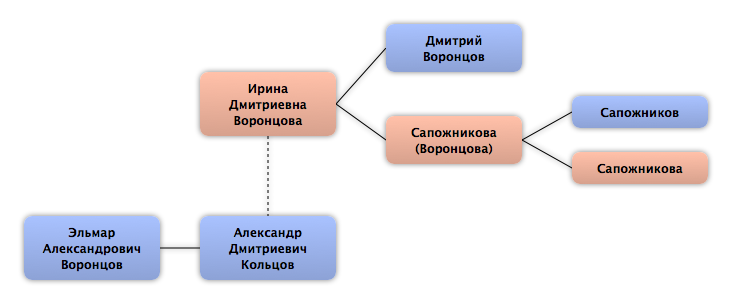 Дмитрий
Воронцов
Ирина
Дмитриевна
Воронцова
Сапожников
Сапожникова
(Воронцова)
Сапожникова
Эльмар
Александрович
Воронцов
Александр
Дмитриевич
Кольцов